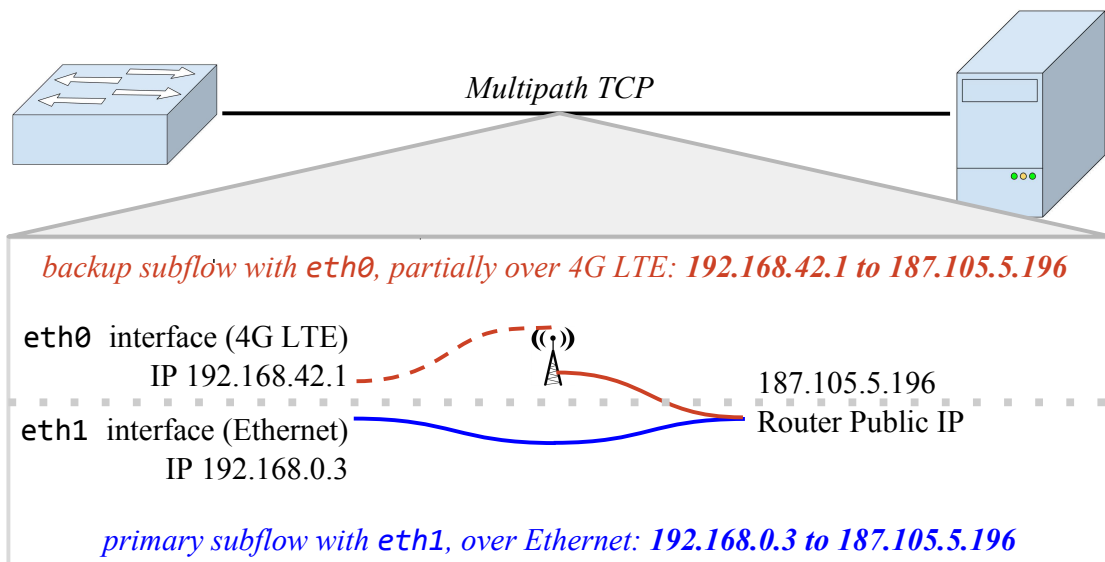 Multipath TCP
backup subflow with eth0, partially over 4G LTE: 192.168.42.1 to 187.105.5.196
eth0 interface (4G LTE)
IP 192.168.42.1
187.105.5.196
Router Public IP
eth1 interface (Ethernet)
IP 192.168.0.3
primary subflow with eth1, over Ethernet: 192.168.0.3 to 187.105.5.196